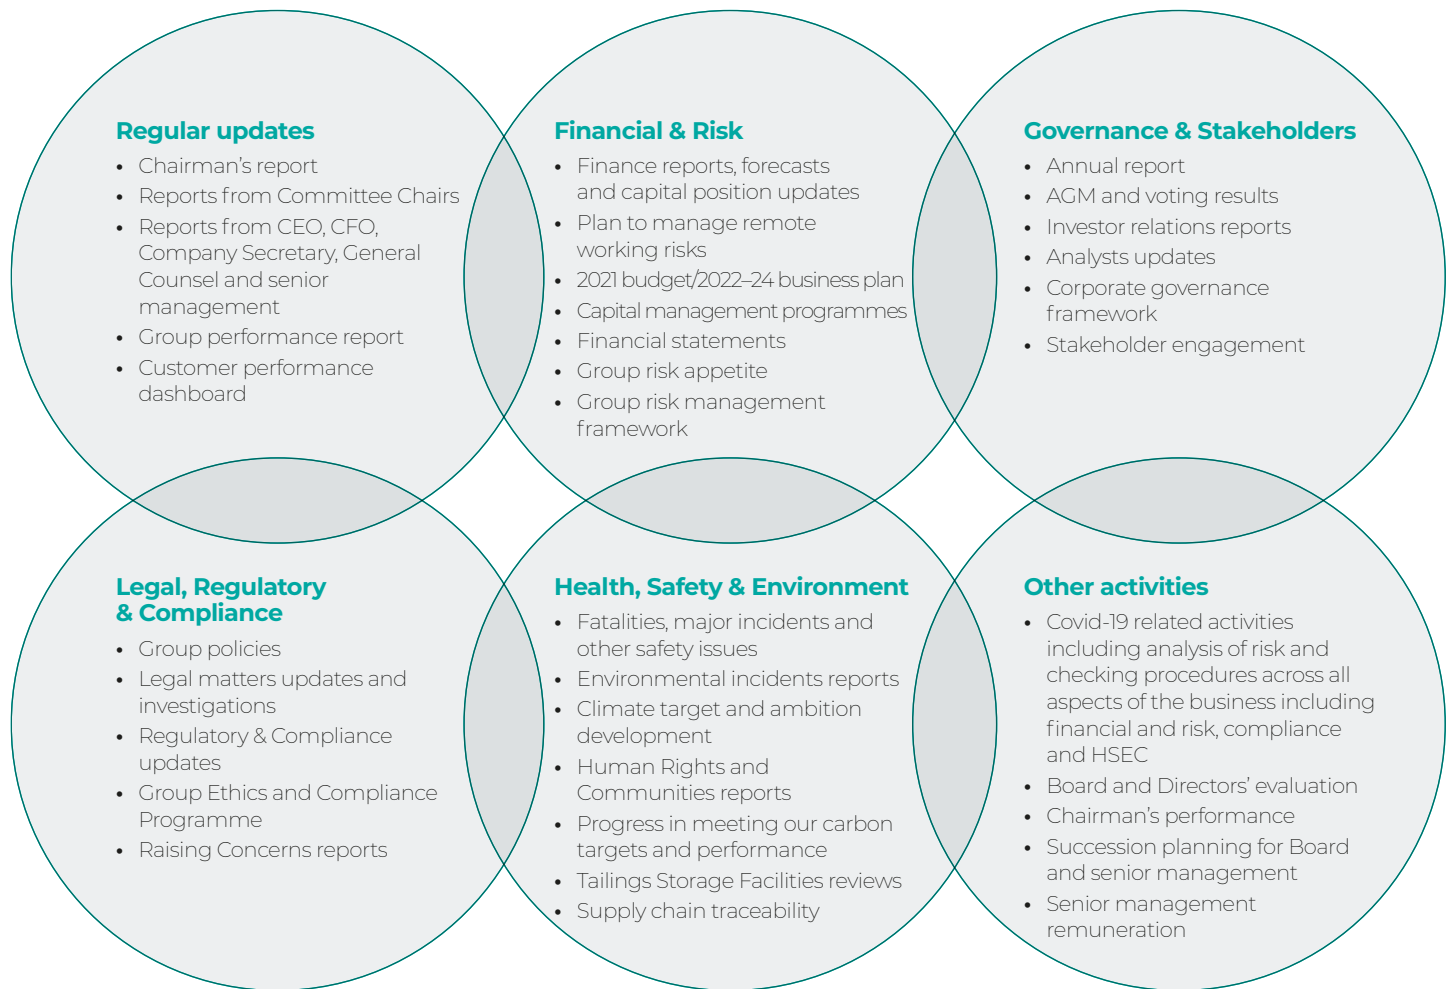 Regular updates
• Chairman’s report
• Reports from Committee Chairs
• Reports from CEO, CFO,
Company Secretary, General
Counsel and senior
management
• Group performance report
• Customer performance
dashboard
Financial & Risk
• Finance reports, forecasts
and capital position updates
• Plan to manage remote
working risks
• 2021 budget/2022–24 business plan
• Capital management programmes
• Financial statements
• Group risk appetite
• Group risk management
framework
Governance & Stakeholders
• Annual report
• AGM and voting results
• Investor relations reports
• Analysts updates
• Corporate governance
framework
• Stakeholder engagement
Legal, Regulatory
& Compliance
• Group policies
• Legal matters updates and
investigations
• Regulatory & Compliance
updates
• Group Ethics and Compliance
Programme
• Raising Concerns reports
Health, Safety & Environment
• Fatalities, major incidents and
other safety issues
• Environmental incidents reports
• Climate target and ambition
development
• Human Rights and
Communities reports
• Progress in meeting our carbon
targets and performance
• Tailings Storage Facilities reviews
• Supply chain traceability
Other activities
• Covid-19 related activities
including analysis of risk and
checking procedures across all
aspects of the business including
financial and risk, compliance
and HSEC
• Board and Directors’ evaluation
• Chairman’s performance
• Succession planning for Board
and senior management
• Senior management
remuneration